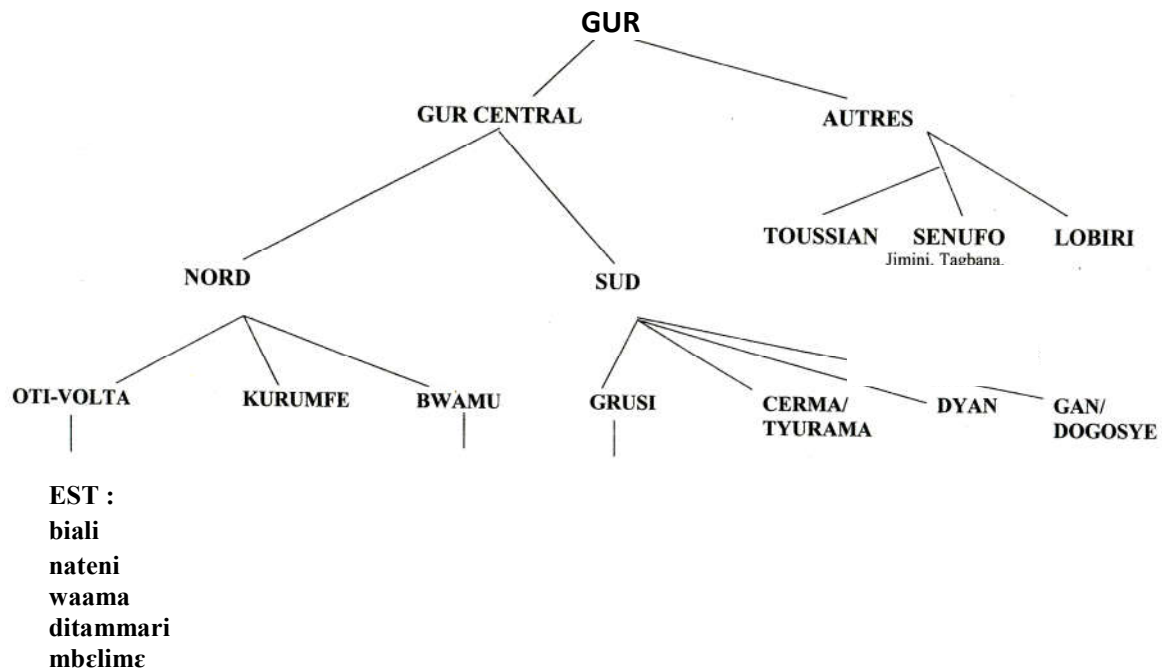 GUR
GUR CENTRAL
AUTRES
TOUSSIAN SENUFO LOBIRI
Jimini, Tagbana,
NORD SUD
OTI-VOLTA KURUMFE BWAMU GRUSI CERMA/ DYAN GAN/
TYURAMA DOGOSYE
EST :
biali
nateni
waama
ditammari
mbɛlimɛ